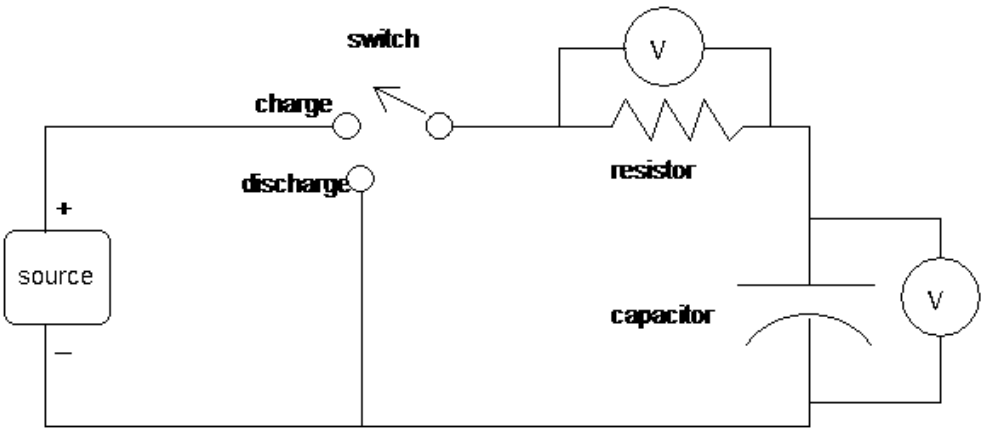 switch
V
charge
resistor
discharge
+
source
capacitor
V
–